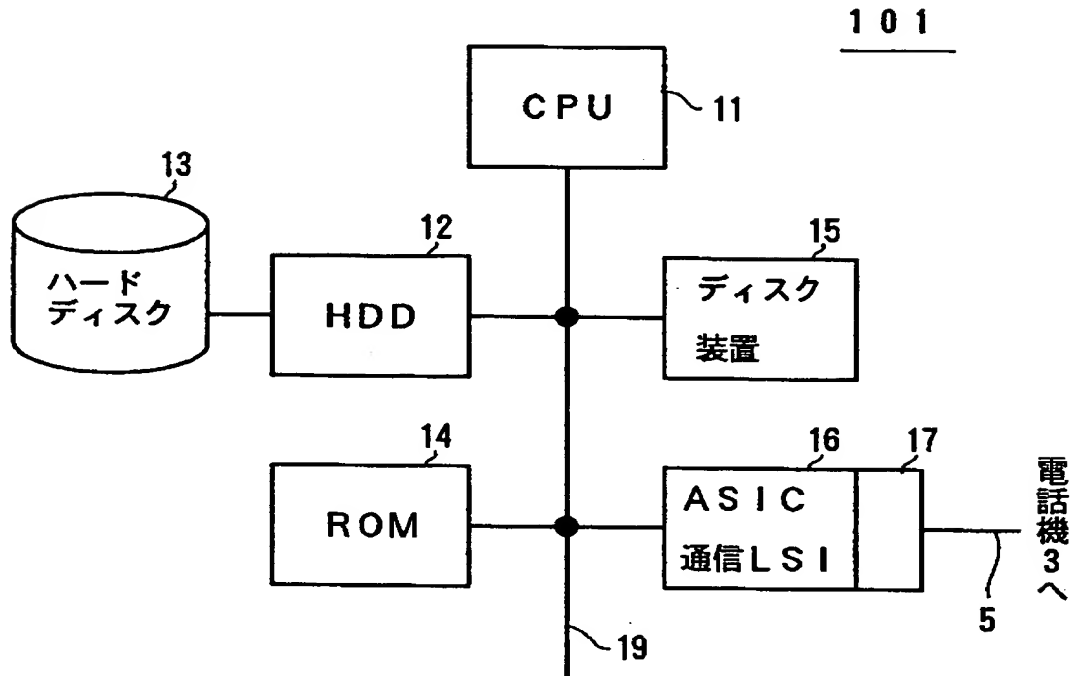 １０１
ＣＰＵ
11
13
ハード
ディスク
12
ＨＤＤ
15
ディスク
装置
14
ＲＯＭ
16
17
ＡＳＩＣ
通信ＬＳＩ
電話機3へ
5
19